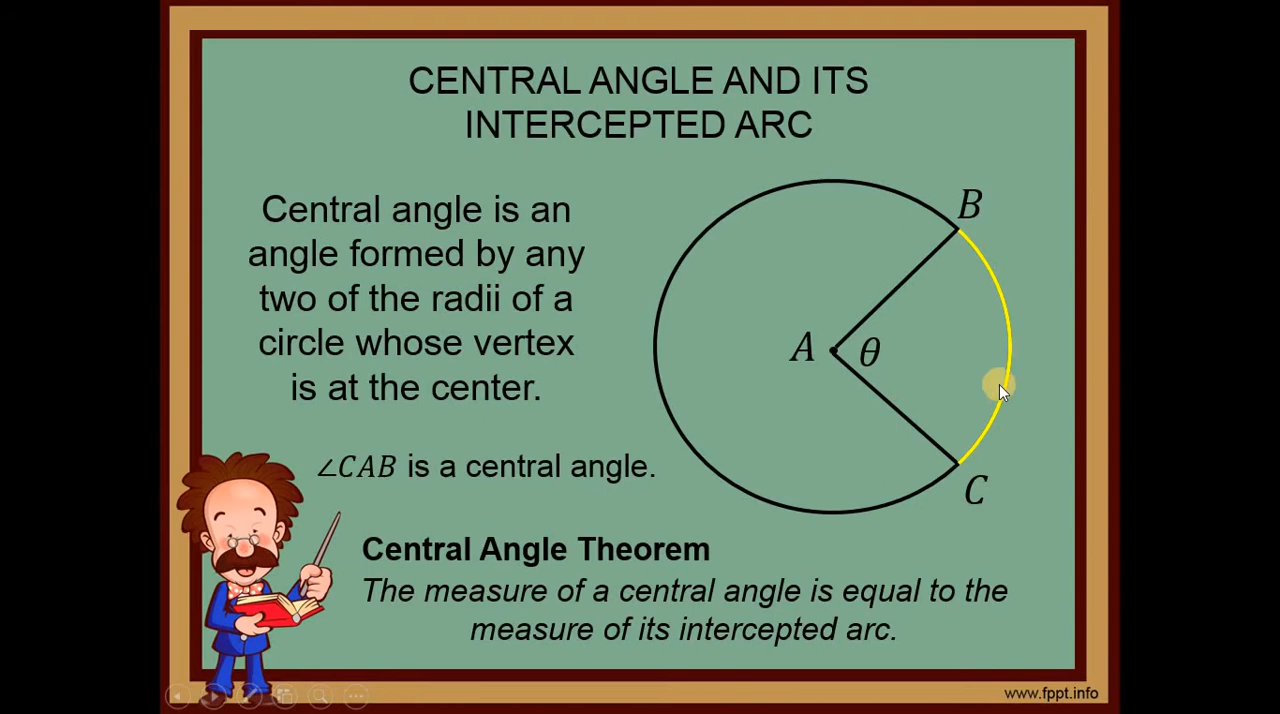 CENTRAL ANGLE AND ITS
INTERCEPTED ARC
Central angle is an
angle formed by any
two of the radii of a
circle whose vertex
is at the center.
B
A θ
C
∠CAB is a central angle.
Central Angle Theorem
The measure of a central angle is equal to the
measure of its intercepted arc.
www.fppt.info